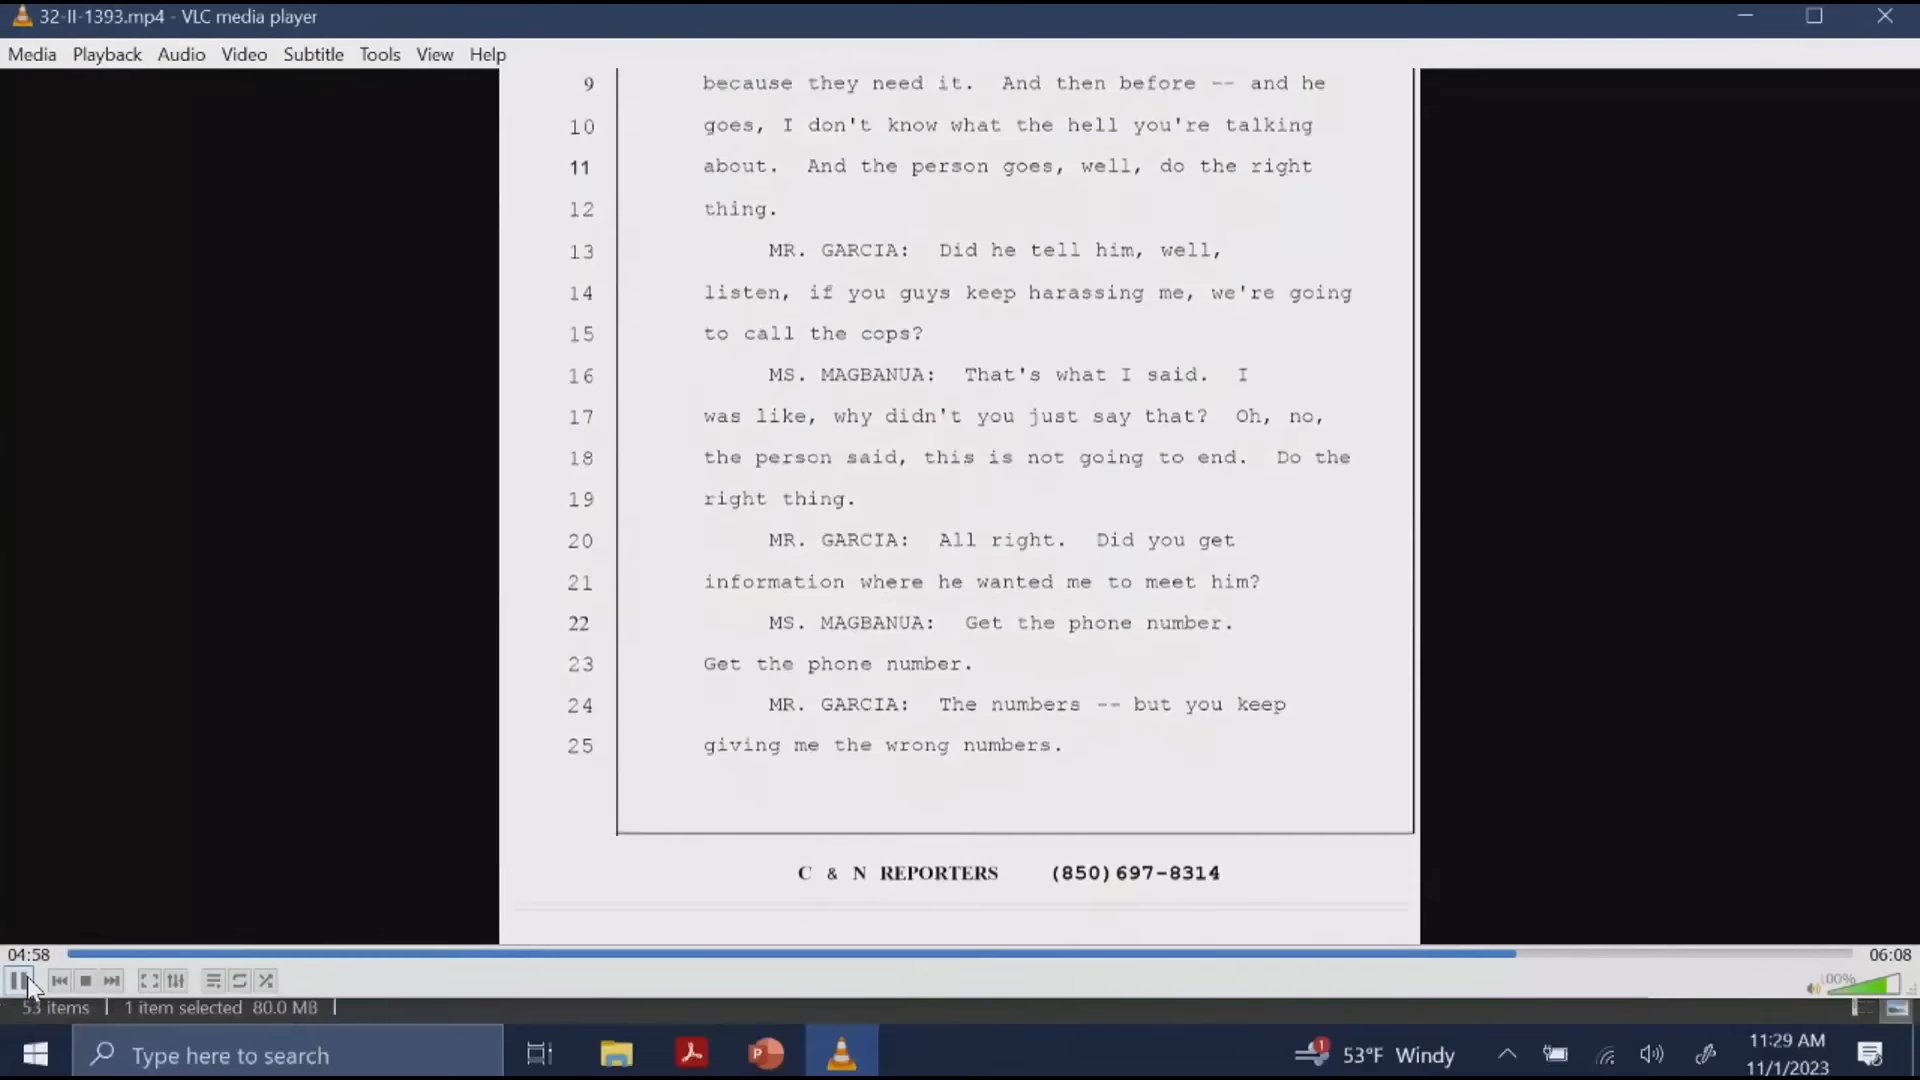 32-II-1393.mp4 - VLC media player
Media Playback Audio Video Subtitle Tools View Help
9 because they need it. And then before -- and he
10 goes, I don't know what the hell you're talking
11 about. And the person goes, well, do the right
12 thing.
13 MR. GARCIA: Did he tell him, well,
14 listen, if you guys keep harassing me, we're going
15 to call the cops?
16 MS. MAGBANUA: That's what I said. I
17 was like, why didn't you just say that? Oh, no,
18 the person said, this is not going to end. Do the
19 right thing.
20 MR. GARCIA: All right. Did you get
21 information where he wanted me to meet him?
22 MS. MAGBANUA: Get the phone number.
23 Get the phone number.
24 MR. GARCIA: The numbers -- but you keep
25 giving me the wrong numbers.
C & N REPORTERS (850)697-8314
04:58 06:08
100%
53 items 1 item selected 80.0 MB
Type here to search P 1 53°F Windy 11:29 AM
11/1/2023